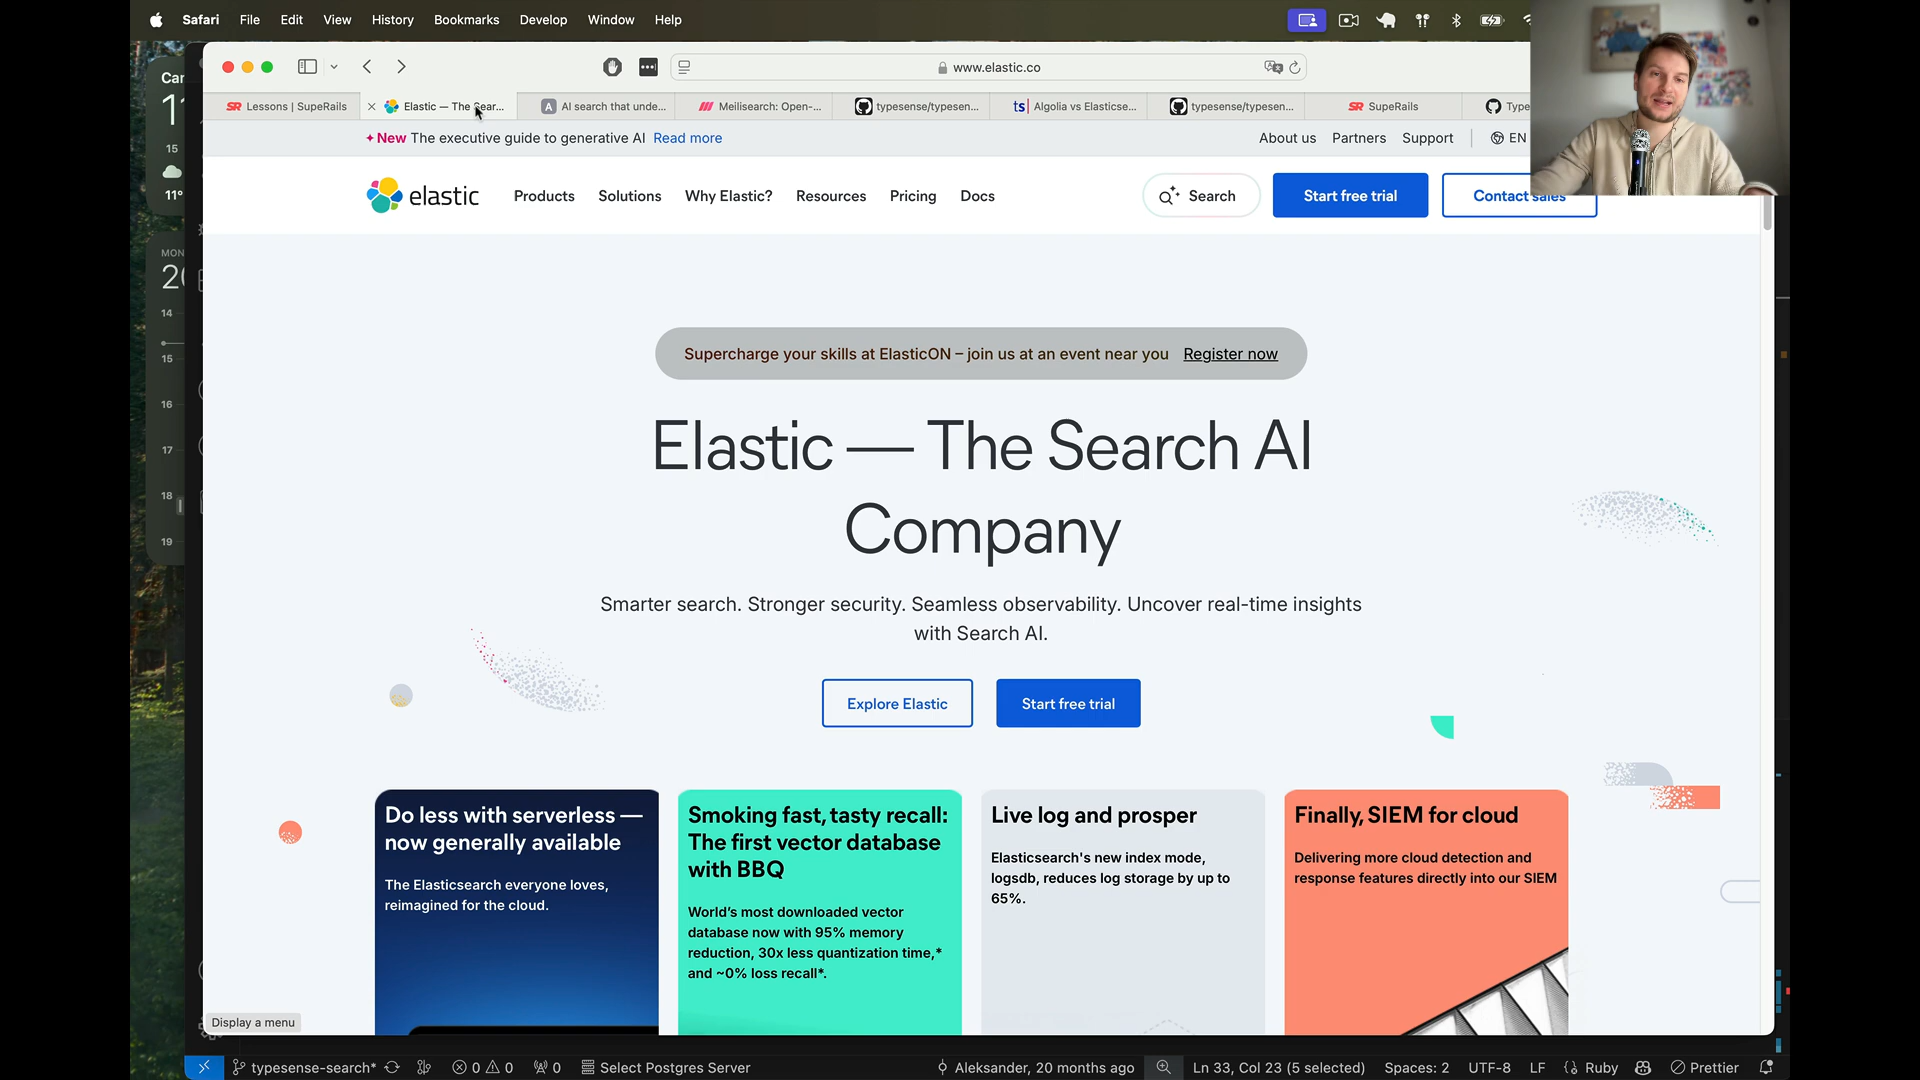 Safari File Edit View History Bookmarks Develop Window Help
www.elastic.co
Lessons | SupeRails
Elastic — The Sear...
AI search that unde...
Meilisearch: Open-...
typesense/typesen...
Algolia vs Elasticse...
typesense/typesen...
SupeRails
Type
New The executive guide to generative AI Read more
About us Partners Support EN
elastic Products Solutions Why Elastic? Resources Pricing Docs
Search Start free trial Contact sales
Supercharge your skills at ElasticON – join us at an event near you Register now
Elastic — The Search AI
Company
Smarter search. Stronger security. Seamless observability. Uncover real-time insights
with Search AI.
Explore Elastic Start free trial
Do less with serverless —
now generally available
The Elasticsearch everyone loves,
reimagined for the cloud.
Smoking fast, tasty recall:
The first vector database
with BBQ
World's most downloaded vector
database now with 95% memory
reduction, 30x less quantization time,*
and ~0% loss recall*.
Live log and prosper
Elasticsearch's new index mode,
logsdb, reduces log storage by up to
65%.
Finally, SIEM for cloud
Delivering more cloud detection and
response features directly into our SIEM
15
11°
MON
14
15
16
17
18
19
Display a menu
typesense-search* 0 0 0 Select Postgres Server
Aleksander, 20 months ago Ln 33, Col 23 (5 selected) Spaces: 2 UTF-8 LF Ruby Prettier